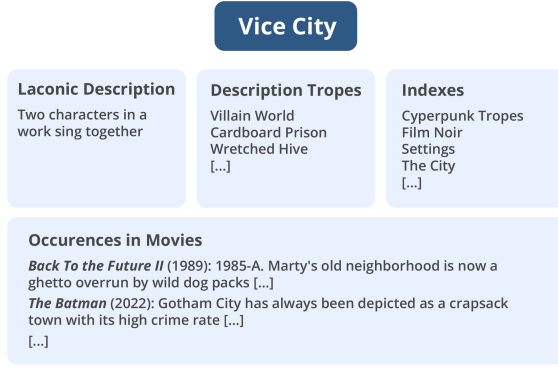 Vice City
Laconic Description
Two characters in a
work sing together
Description Tropes
Villain World
Cardboard Prison
Wretched Hive
[...]
Indexes
Cyperpunk Tropes
Film Noir
Settings
The City
[...]
Occurences in Movies
Back To the Future II (1989): 1985-A. Marty's old neighborhood is now a
ghetto overrun by wild dog packs [...]
The Batman (2022): Gotham City has always been depicted as a crapsack
town with its high crime rate [...]
[...]